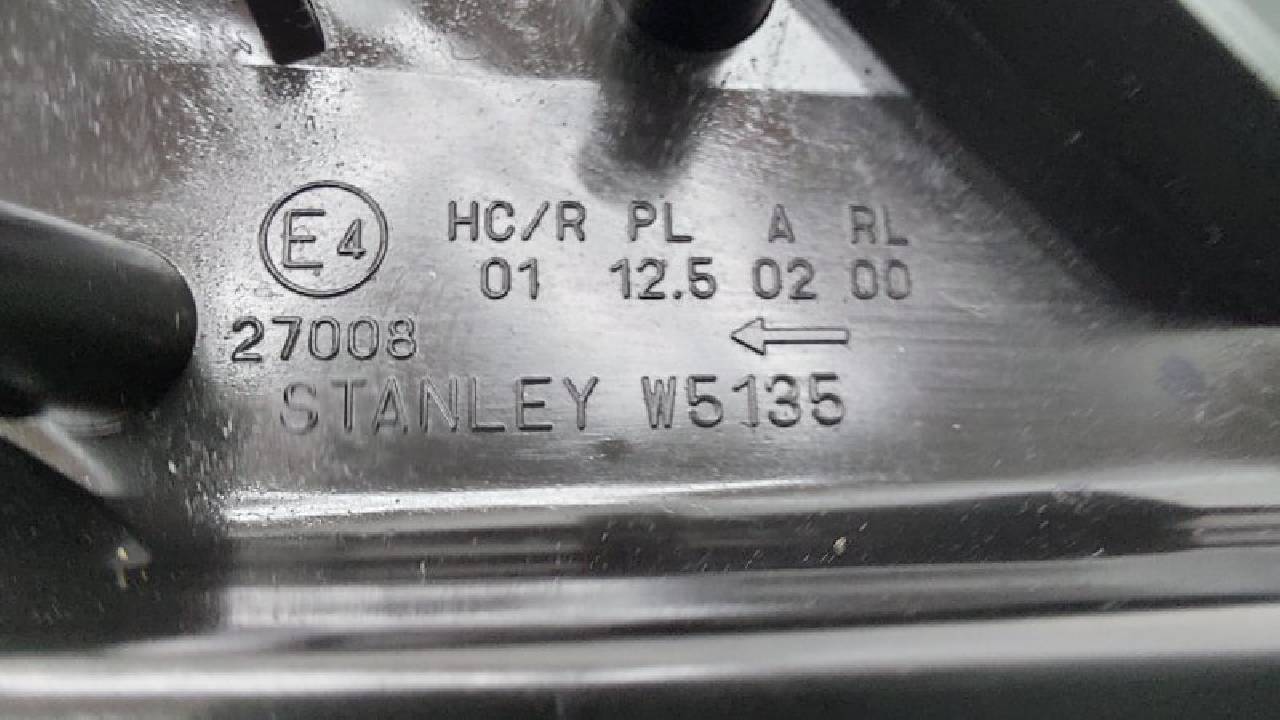 E4 HC/R PL A RL
01 12.5 02 00
27008 ←
STANLEY W5135